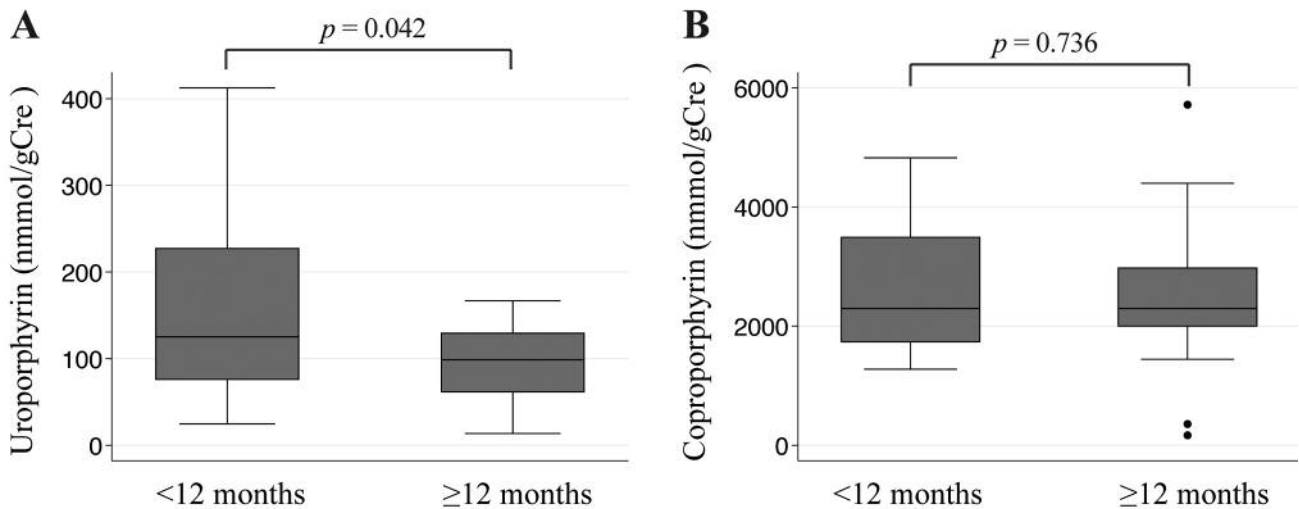 A
p = 0.042
Uroporphyrin (nmmol/gCre )
400
300
200
100
0
<12 months
≥12 months
B
p = 0.736
Coproporphyrin (nmmol/gCre )
6000
4000
2000
0
<12 months
≥12 months